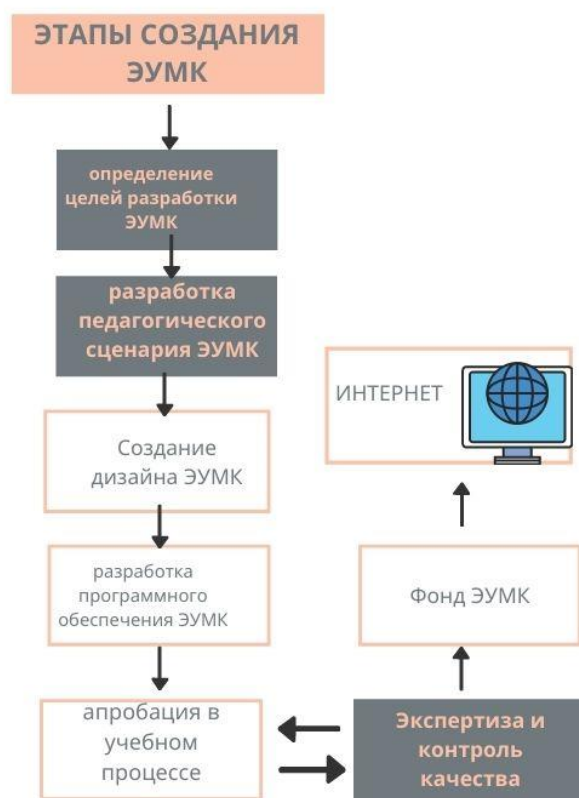 ЭТАПЫ СОЗДАНИЯ
ЭУМК
определение
целей разработки
ЭУМК
разработка
педагогического
сценария ЭУМК
Создание
дизайна ЭУМК
разработка
программного
обеспечения ЭУМК
апробация в
учебном
процессе
Экспертиза и
контроль
качества
Фонд ЭУМК
ИНТЕРНЕТ